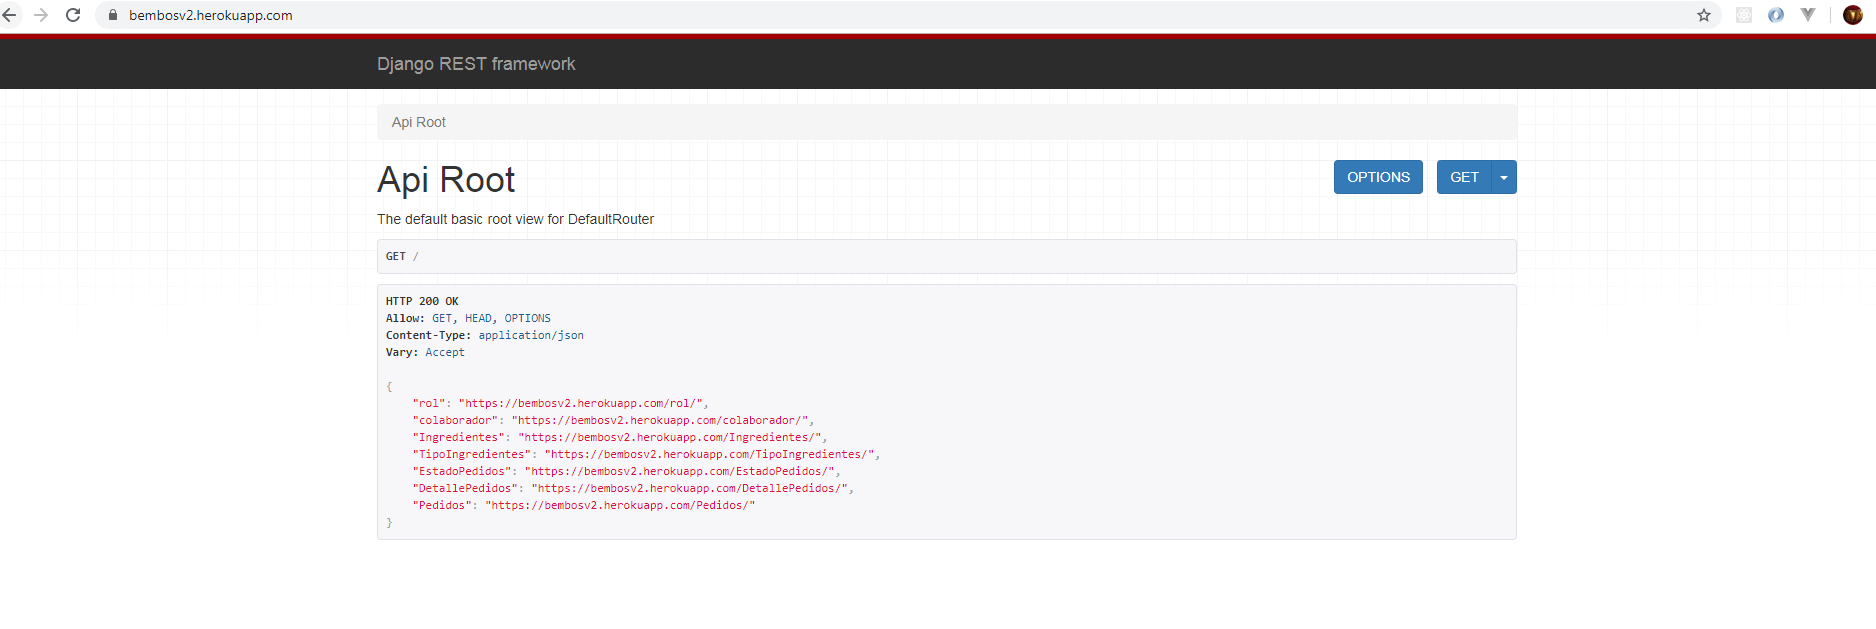 bembosv2.herokuapp.com
Django REST framework
Api Root
Api Root
OPTIONS
GET
The default basic root view for DefaultRouter
GET /
HTTP 200 OK
Allow: GET, HEAD, OPTIONS
Content-Type: application/json
Vary: Accept
{
"rol": "https://bembosv2.herokuapp.com/rol/",
"colaborador": "https://bembosv2.herokuapp.com/colaborador/",
"Ingredientes": "https://bembosv2.herokuapp.com/Ingredientes/",
"TipoIngredientes": "https://bembosv2.herokuapp.com/TipoIngredientes/",
"EstadoPedidos": "https://bembosv2.herokuapp.com/EstadoPedidos/",
"DetallePedidos": "https://bembosv2.herokuapp.com/DetallePedidos/",
"Pedidos": "https://bembosv2.herokuapp.com/Pedidos/"
}